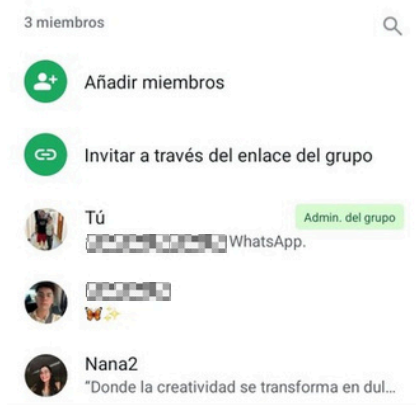 3 miembros
Añadir miembros
Invitar a través del enlace del grupo
Tú
Admin. del grupo
WhatsApp.
🦋✨
Nana2
"Donde la creatividad se transforma en dul...